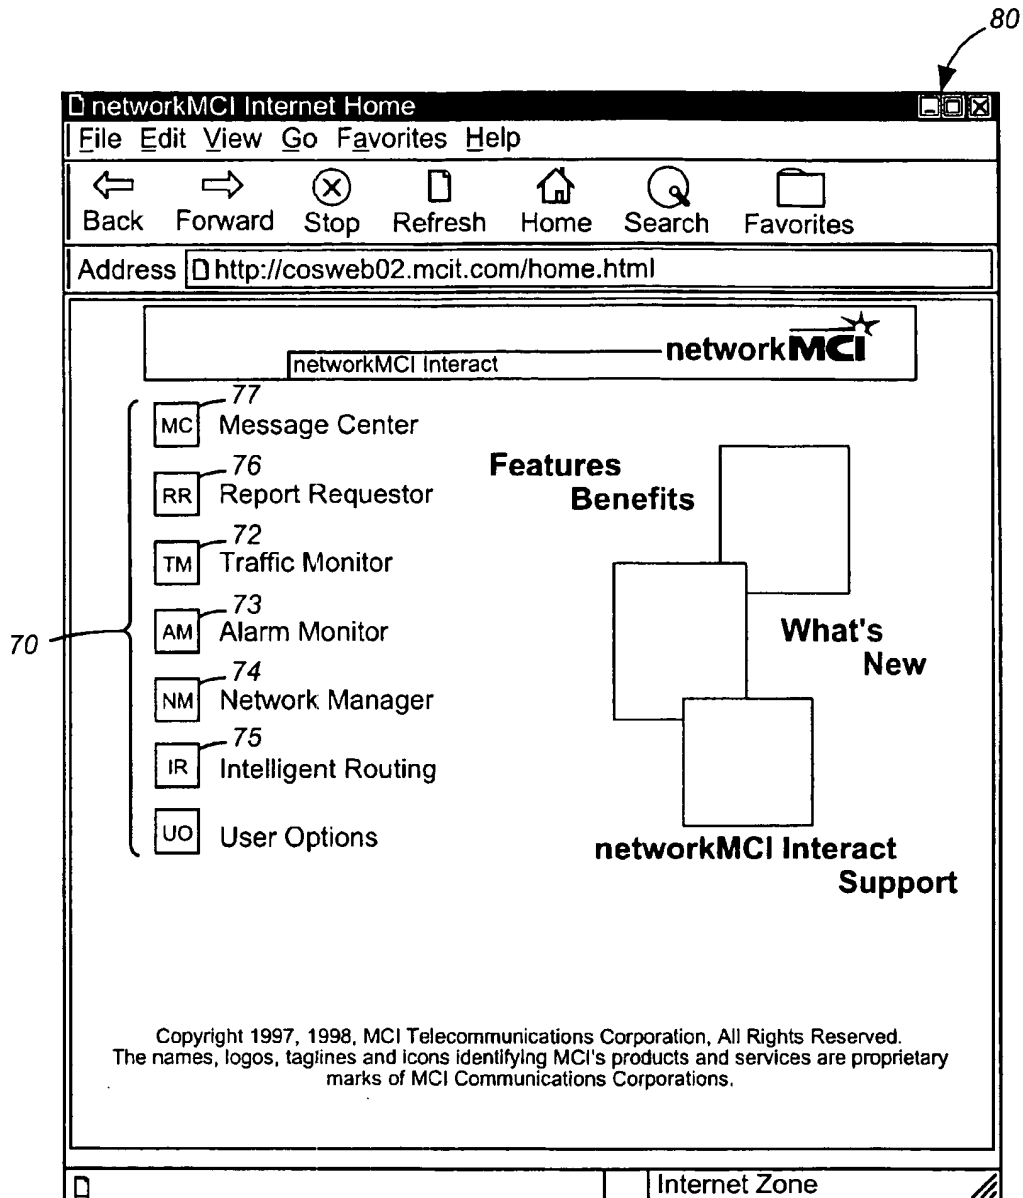 80
networkMCI Internet Home
File Edit View Go Favorites Help
Back Forward Stop Refresh Home Search Favorites
Address http://cosweb02.mcit.com/home.html
networkMCI Interact
networkMCI
70
77
MC Message Center
76
RR Report Requestor
72
TM Traffic Monitor
73
AM Alarm Monitor
74
NM Network Manager
75
IR Intelligent Routing
UO User Options
Features
Benefits
What's
New
networkMCI Interact
Support
Copyright 1997, 1998, MCI Telecommunications Corporation, All Rights Reserved.
The names, logos, taglines and icons identifying MCI's products and services are proprietary
marks of MCI Communications Corporations.
Internet Zone